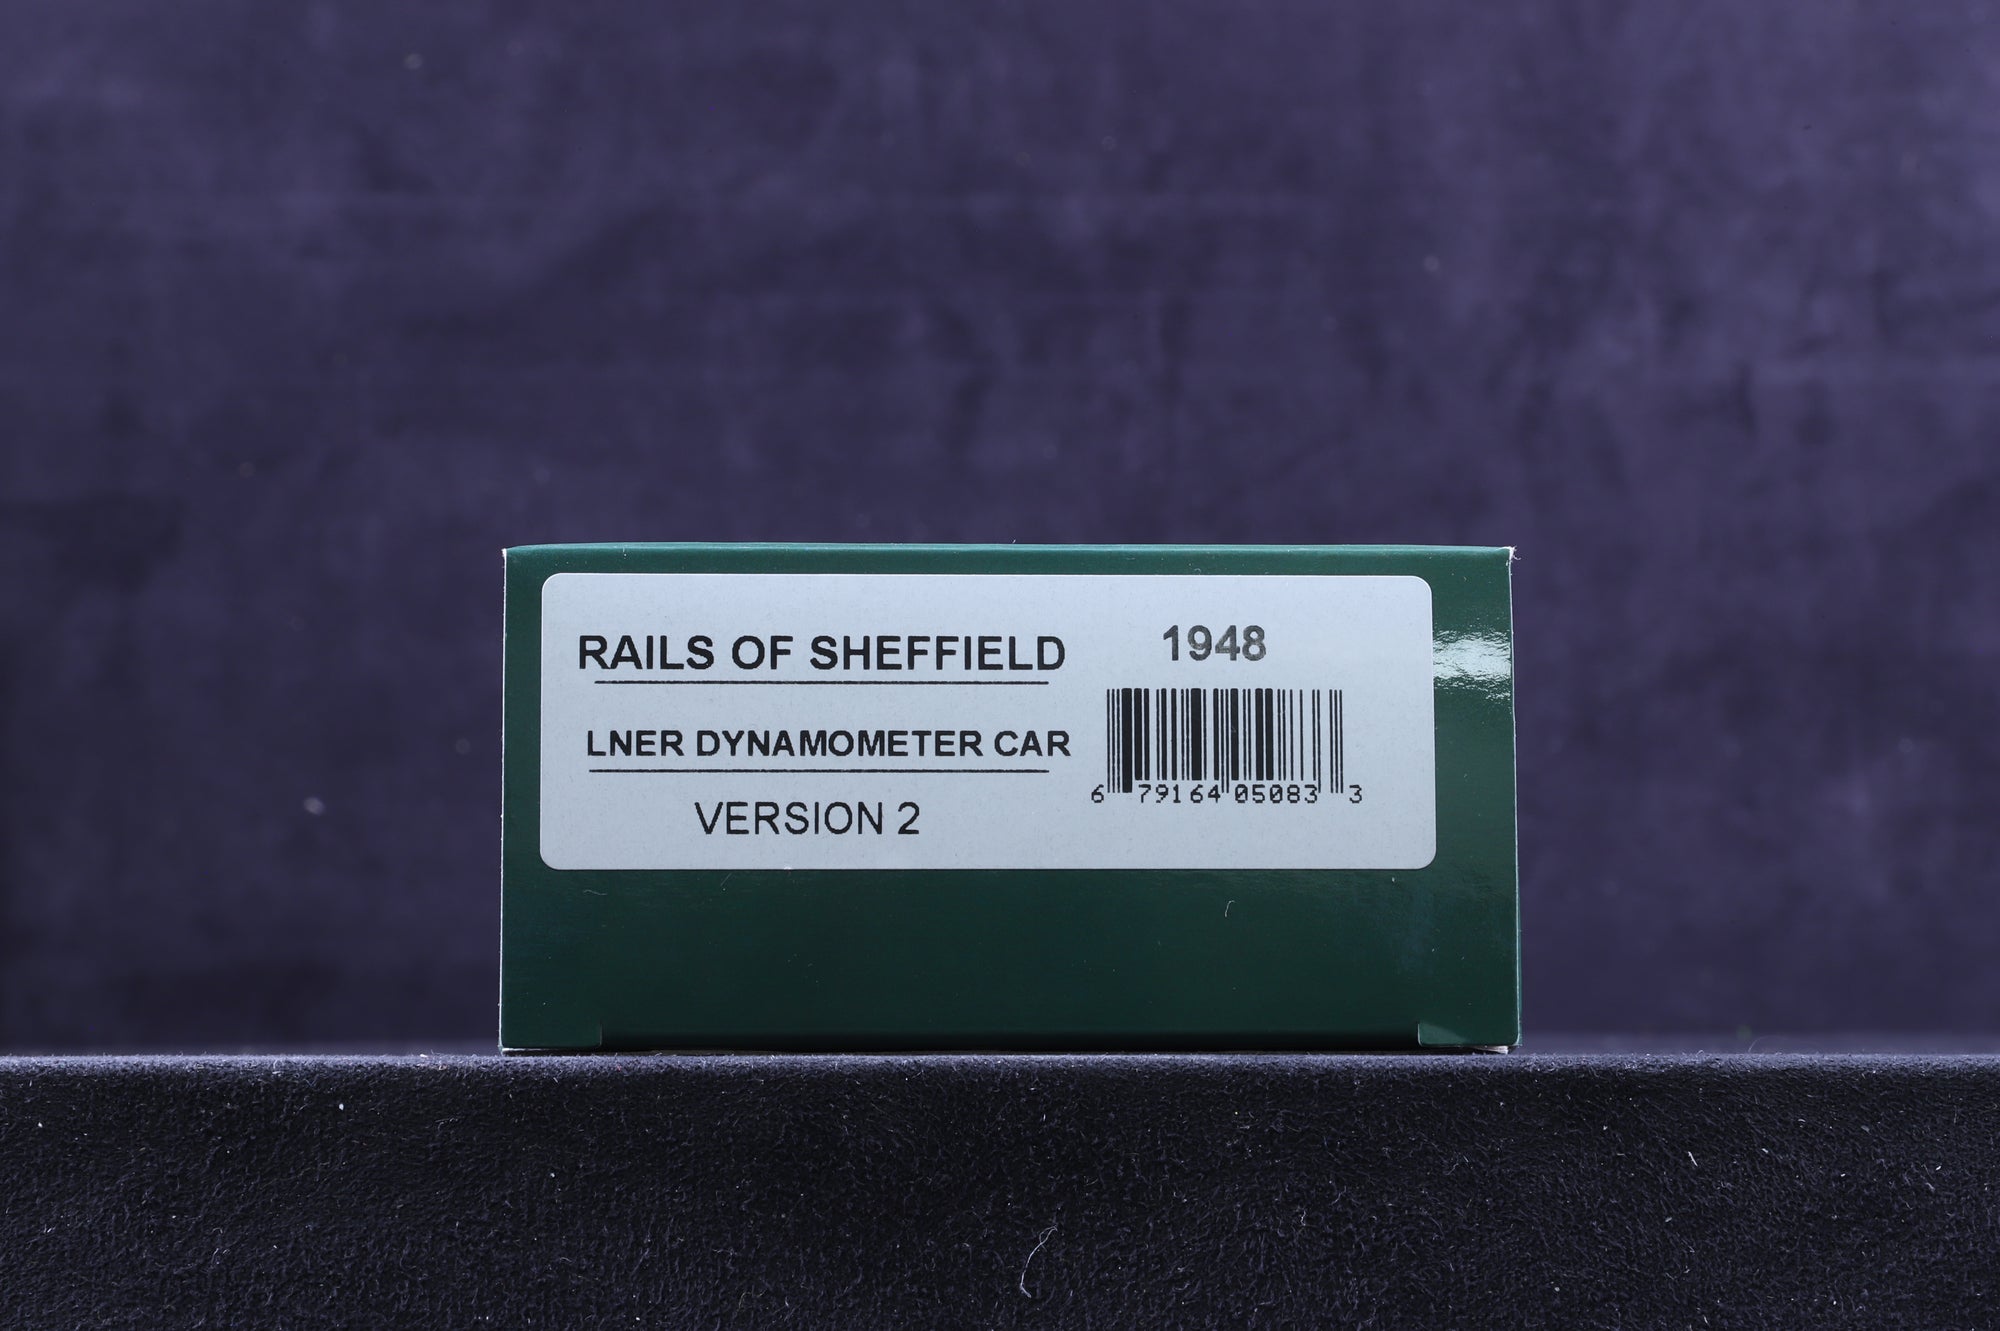 RAILS OF SHEFFIELD
LNER DYNAMOMETER CAR
VERSION 2
1948
6 79164 05083 3